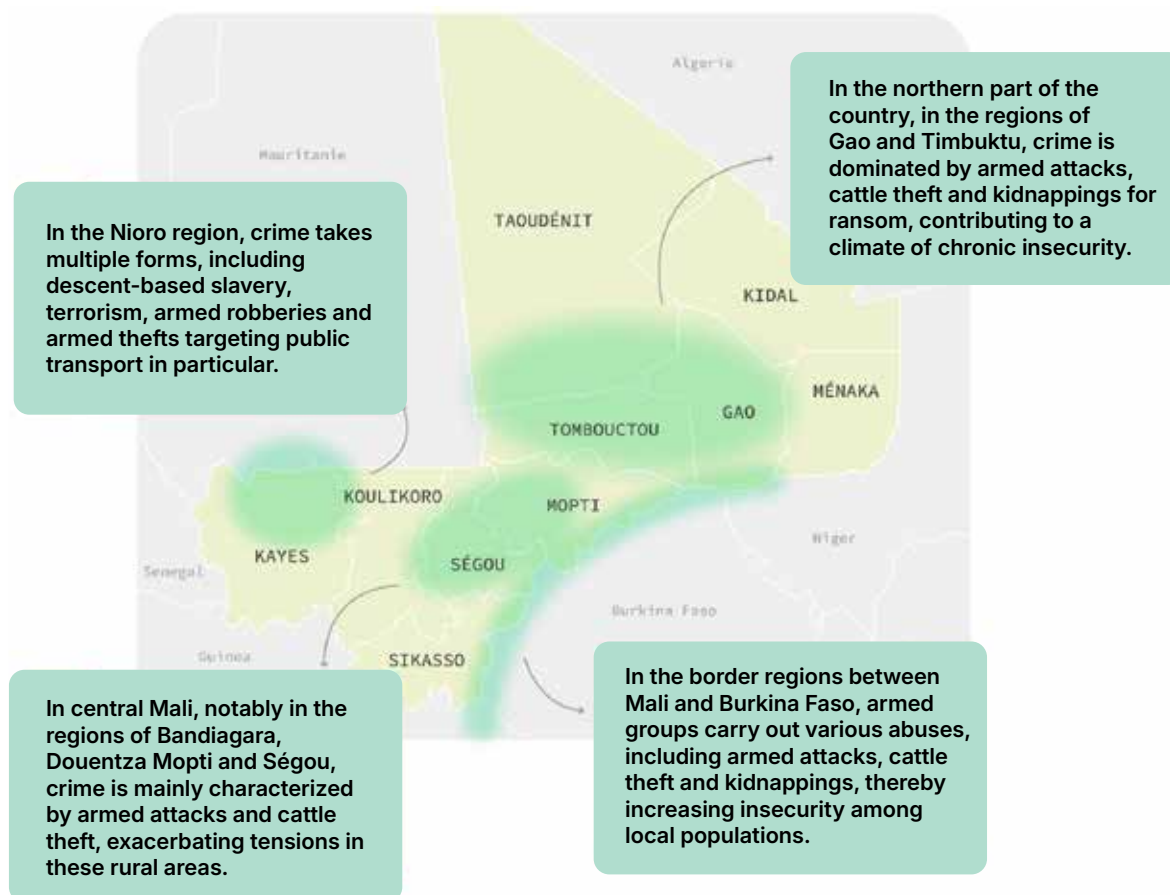 Algeria
In the northern part of the
country, in the regions of
Gao and Timbuktu, crime is
dominated by armed attacks,
cattle theft and kidnappings for
ransom, contributing to a
climate of chronic insecurity.
Mauritanie
In the Nioro region, crime takes
multiple forms, including
descent-based slavery,
terrorism, armed robberies and
armed thefts targeting public
transport in particular.
TAOUDÉNIT
KIDAL
MÉNAKA
GAO
TOMBOUCTOU
KOULIKORO
MOPTI
KAYES
SÉGOU
Niger
Senegal
Burkina Faso
Guinea
SIKASSO
In central Mali, notably in the
regions of Bandiagara,
Douentza Mopti and Ségou,
crime is mainly characterized
by armed attacks and cattle
theft, exacerbating tensions in
these rural areas.
In the border regions between
Mali and Burkina Faso, armed
groups carry out various abuses,
including armed attacks, cattle
theft and kidnappings, thereby
increasing insecurity among
local populations.